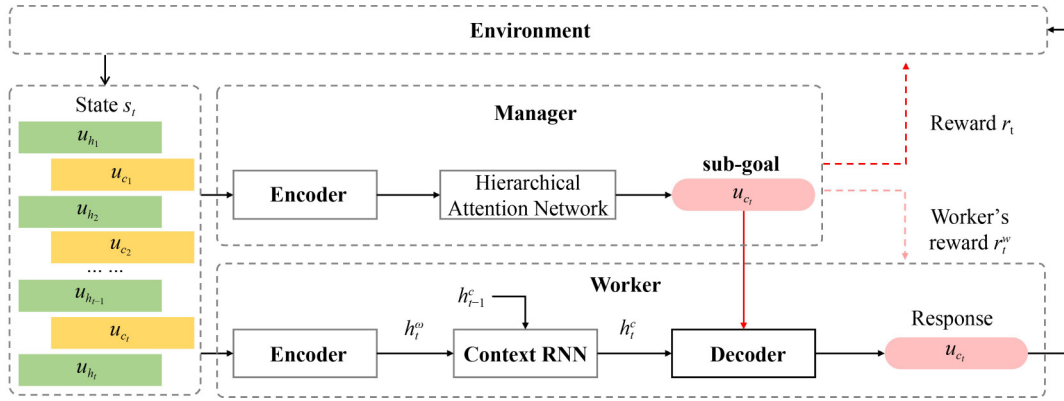 Environment
State s_t
u_{h_1}
u_{c_1}
u_{h_2}
u_{c_2}
... ...
u_{h_{t-1}}
u_{c_t}
u_{h_t}
Manager
Encoder
Hierarchical
Attention Network
sub-goal
u_{c_t}
Reward r_t
Worker's
reward r_t^w
Worker
Encoder
h_t^ω
h_{t-1}^c
Context RNN
h_t^c
Decoder
Response
u_{c_t}